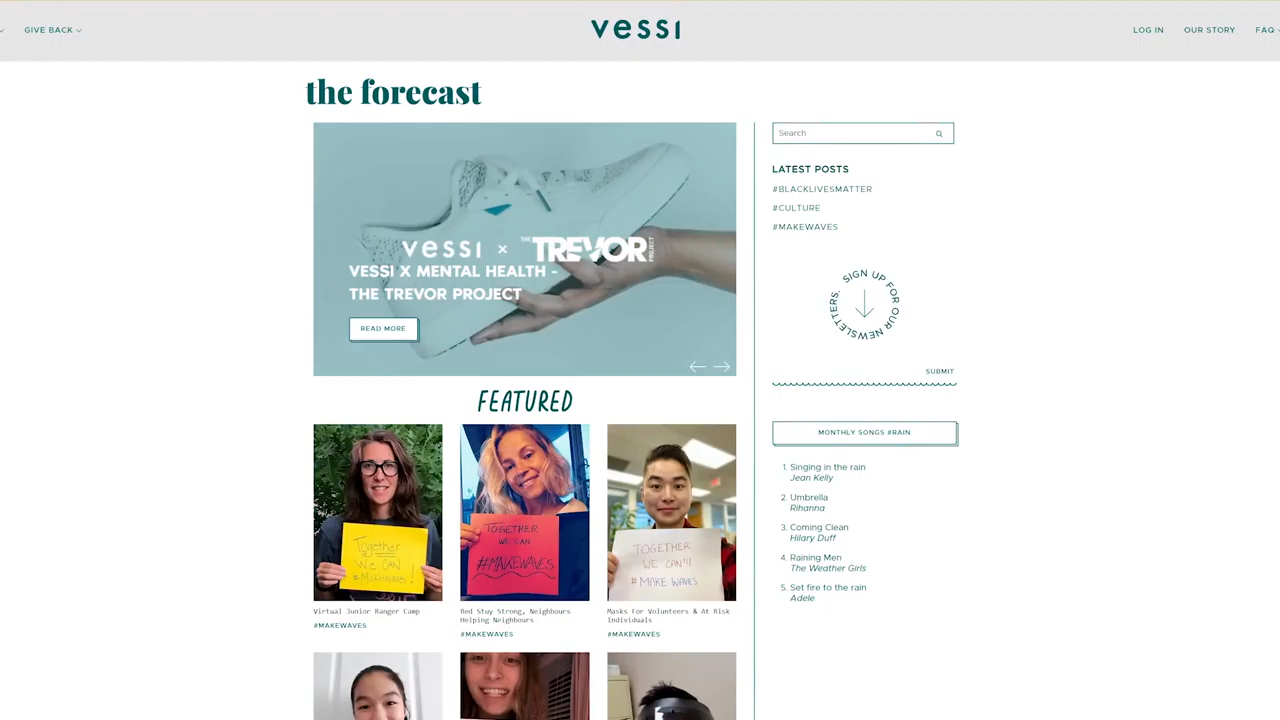 GIVE BACK
vessi
LOG IN
OUR STORY
FAQ
the forecast
vessi × THE TREVOR PROJECT
VESSI X MENTAL HEALTH -
THE TREVOR PROJECT
READ MORE
FEATURED
TOGETHER
WE CAN
#MakeWaves!
Virtual Junior Ranger Camp
#MAKEWAVES
TOGETHER
WE CAN
#MAKEWAVES
Bed Stuy Strong, Neighbours
Helping Neighbours
#MAKEWAVES
TOGETHER
WE CAN!!!
#MAKE WAVES
Masks For Volunteers & At Risk
Individuals
#MAKEWAVES
Search
LATEST POSTS
#BLACKLIVESMATTER
#CULTURE
#MAKEWAVES
SIGN UP FOR OUR NEWSLETTERS.
SUBMIT
MONTHLY SONGS #RAIN
1. Singing in the rain
Jean Kelly
2. Umbrella
Rihanna
3. Coming Clean
Hilary Duff
4. Raining Men
The Weather Girls
5. Set fire to the rain
Adele